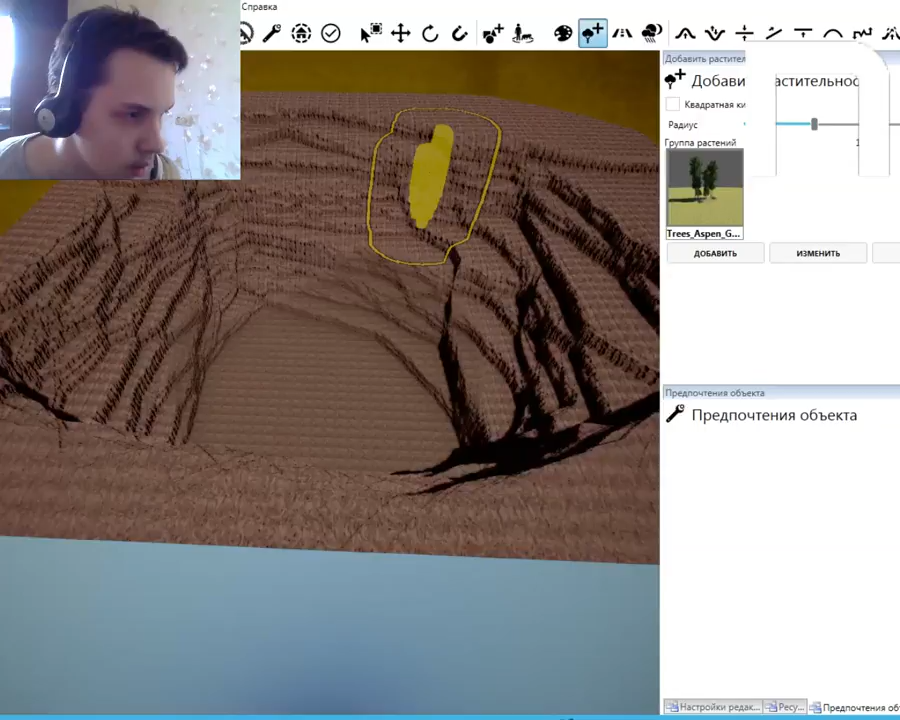 Справка
Добавить растител
Добави астительнос
Квадратная ки
Радиус
1
Группа растений
Trees_Aspen_G...
ДОБАВИТЬ
ИЗМЕНИТЬ
Предпочтения объекта
Предпочтения объекта
Настройки редак...
Ресу...
Предпочтения об